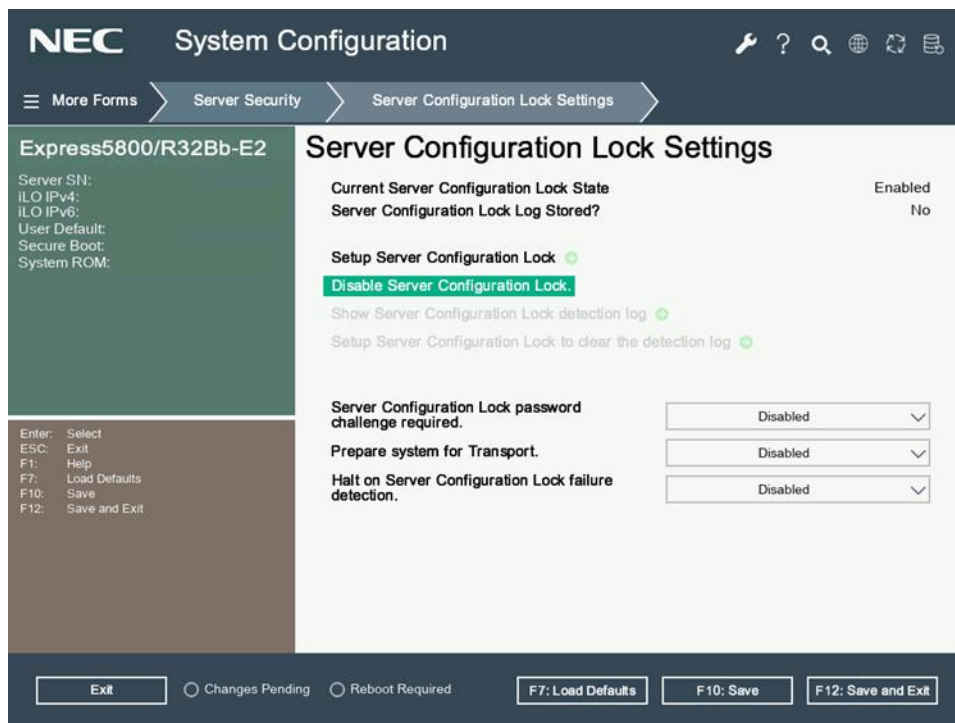 NEC System Configuration
More Forms Server Security Server Configuration Lock Settings
Express5800/R32Bb-E2
Server SN:
iLO IPv4:
iLO IPv6:
User Default:
Secure Boot:
System ROM:
Enter: Select
ESC: Exit
F1: Help
F7: Load Defaults
F10: Save
F12: Save and Exit
Server Configuration Lock Settings
Current Server Configuration Lock State Enabled
Server Configuration Lock Log Stored? No
Setup Server Configuration Lock
Disable Server Configuration Lock.
Show Server Configuration Lock detection log
Setup Server Configuration Lock to clear the detection log
Server Configuration Lock password
challenge required. Disabled
Prepare system for Transport. Disabled
Halt on Server Configuration Lock failure
detection. Disabled
Exit Changes Pending Reboot Required F7: Load Defaults F10: Save F12: Save and Exit